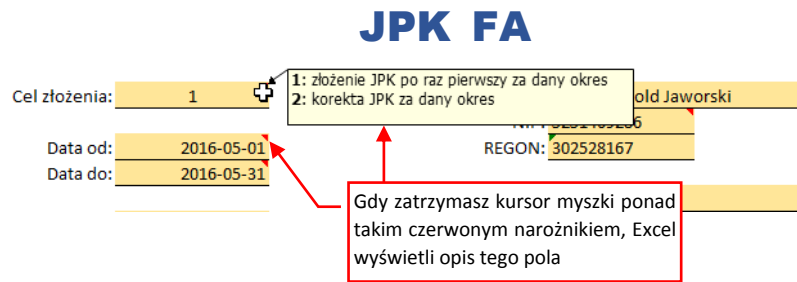 JPK FA
Cel złożenia: 1
1: złożenie JPK po raz pierwszy za dany okres
2: korekta JPK za dany okres
old Jaworski
Data od: 2016-05-01
REGON: 302528167
Data do: 2016-05-31
Gdy zatrzymasz kursor myszki ponad
takim czerwonym narożnikiem, Excel
wyświetli opis tego pola